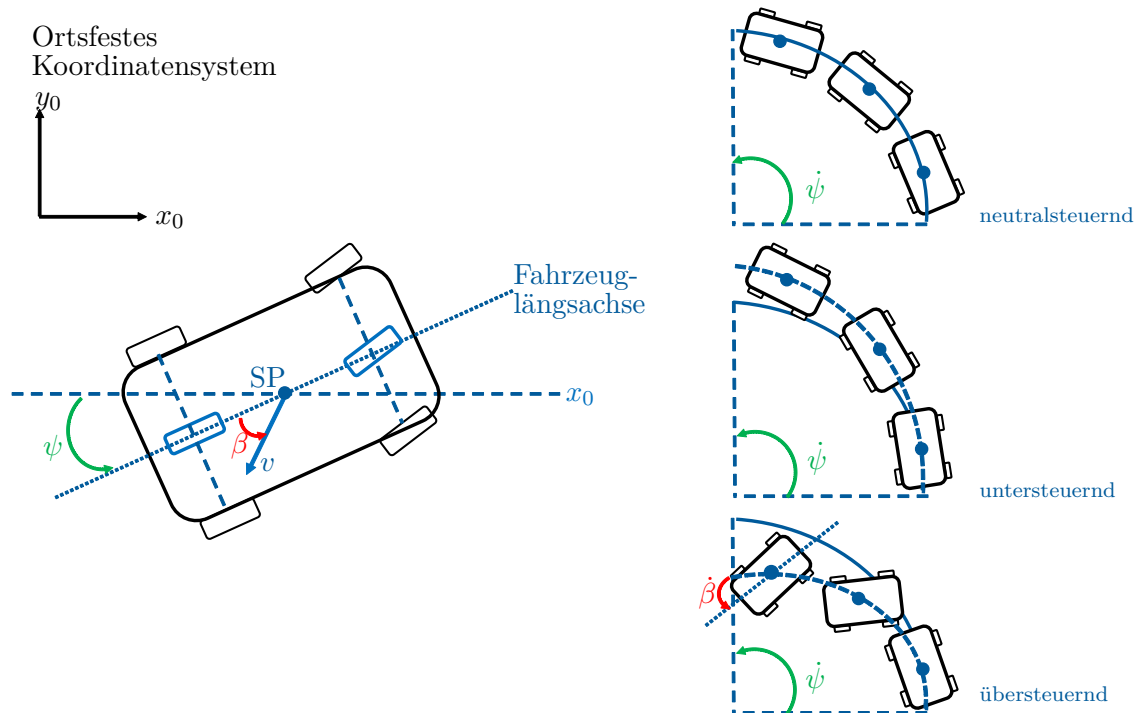 Ortsfestes
Koordinatensystem
y₀
x₀
Fahrzeug-
längsachse
SP
x₀
ψ
β
v
ψ̇
neutralsteuernd
ψ̇
untersteuernd
β̇
ψ̇
übersteuernd